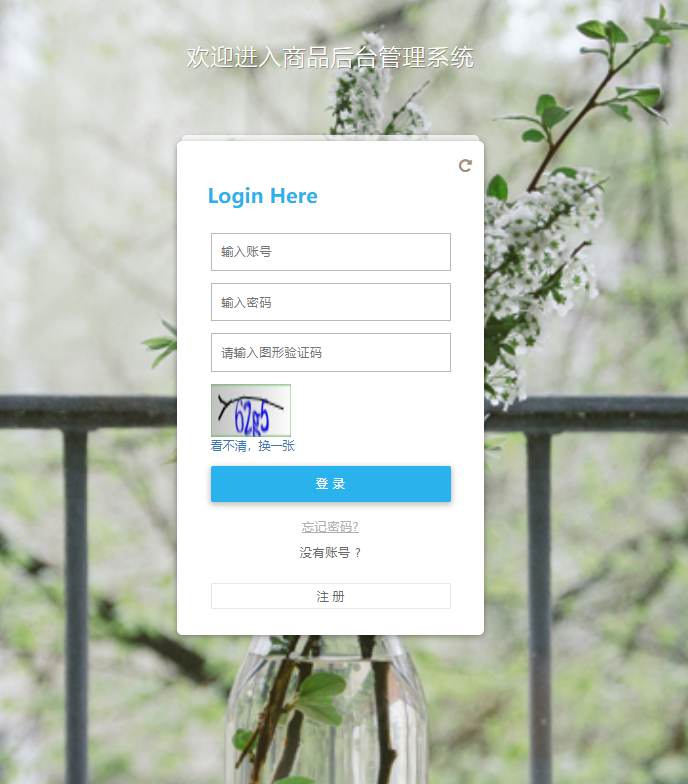 欢迎进入商品后台管理系统
Login Here
输入账号
输入密码
请输入图形验证码
62g5
看不清，换一张
登 录
忘记密码?
没有账号 ?
注 册